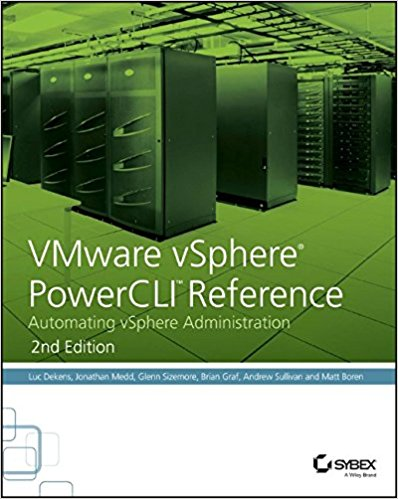 VMware vSphere®
PowerCLI™ Reference
Automating vSphere Administration
2nd Edition
Luc Dekens, Jonathan Medd, Glenn Sizemore, Brian Graf, Andrew Sullivan and Matt Boren
SYBEX
A Wiley Brand